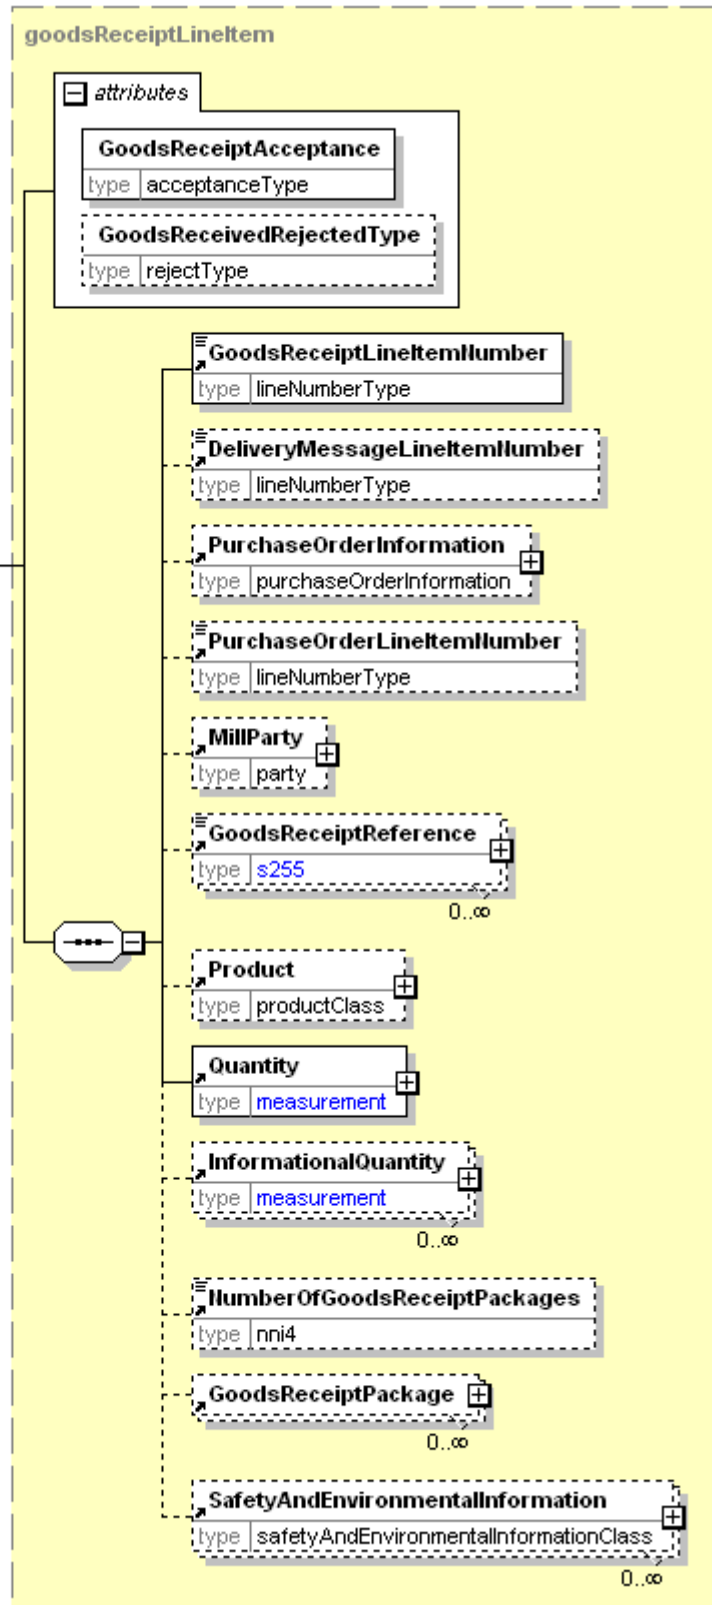 goodsReceiptLineItem
attributes
GoodsReceiptAcceptance
type acceptanceType
GoodsReceivedRejectedType
type rejectType
GoodsReceiptLineItemNumber
type lineNumberType
DeliveryMessageLineItemNumber
type lineNumberType
PurchaseOrderInformation
type purchaseOrderInformation
PurchaseOrderLineItemNumber
type lineNumberType
MillParty
type party
GoodsReceiptReference
type s255
0..∞
Product
type productClass
Quantity
type measurement
InformationalQuantity
type measurement
0..∞
NumberOfGoodsReceiptPackages
type nni4
GoodsReceiptPackage
0..∞
SafetyAndEnvironmentalInformation
type safetyAndEnvironmentalInformationClass
0..∞